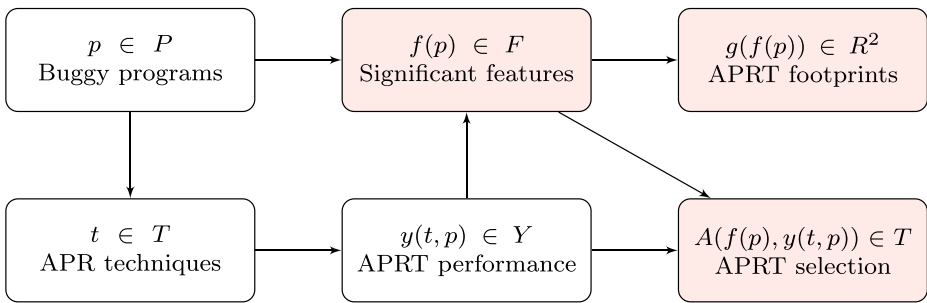 p ∈ P
Buggy programs
f(p) ∈ F
Significant features
g(f(p)) ∈ R²
APRT footprints
t ∈ T
APR techniques
y(t, p) ∈ Y
APRT performance
A(f(p), y(t, p)) ∈ T
APRT selection